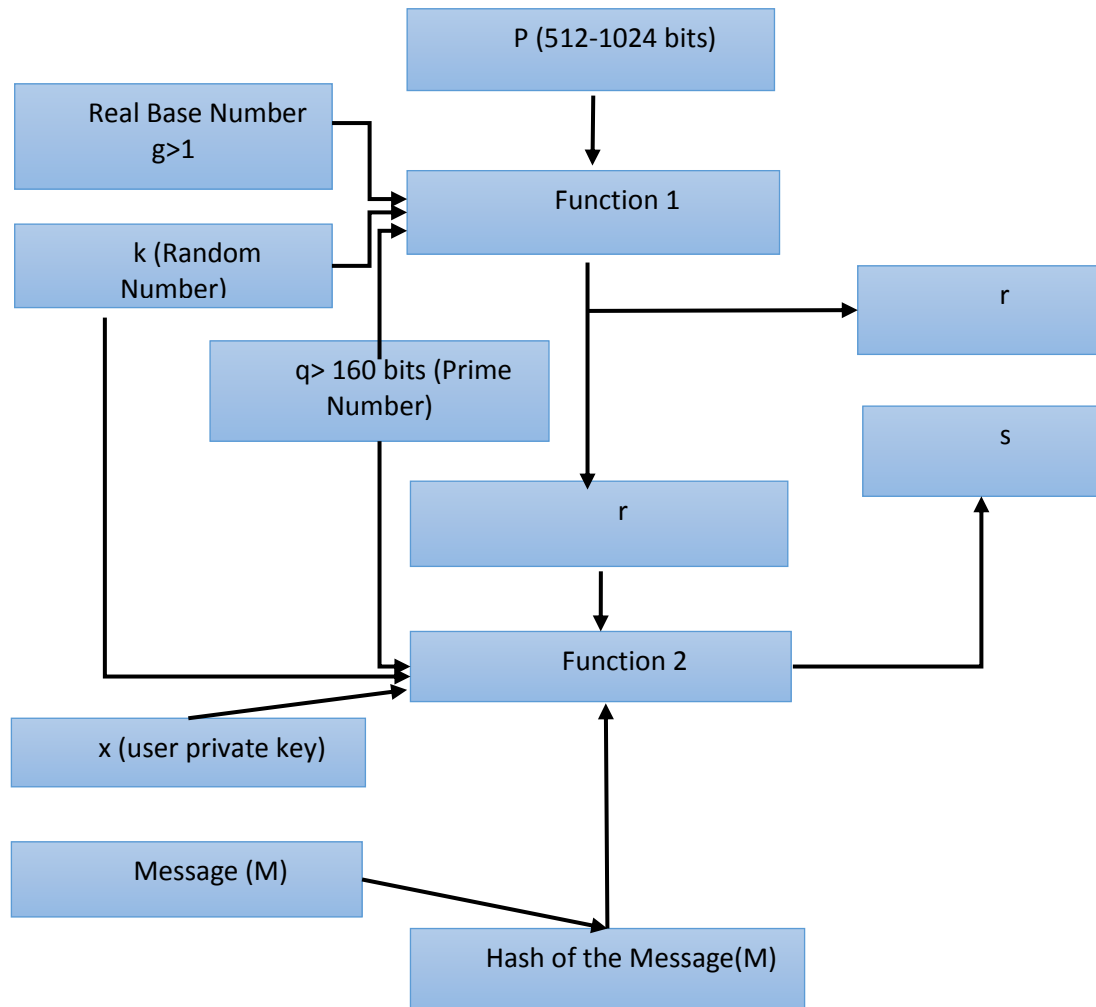 P (512-1024 bits)
Real Base Number
g>1
Function 1
k (Random
Number)
r
q> 160 bits (Prime
Number)
s
r
Function 2
x (user private key)
Message (M)
Hash of the Message(M)